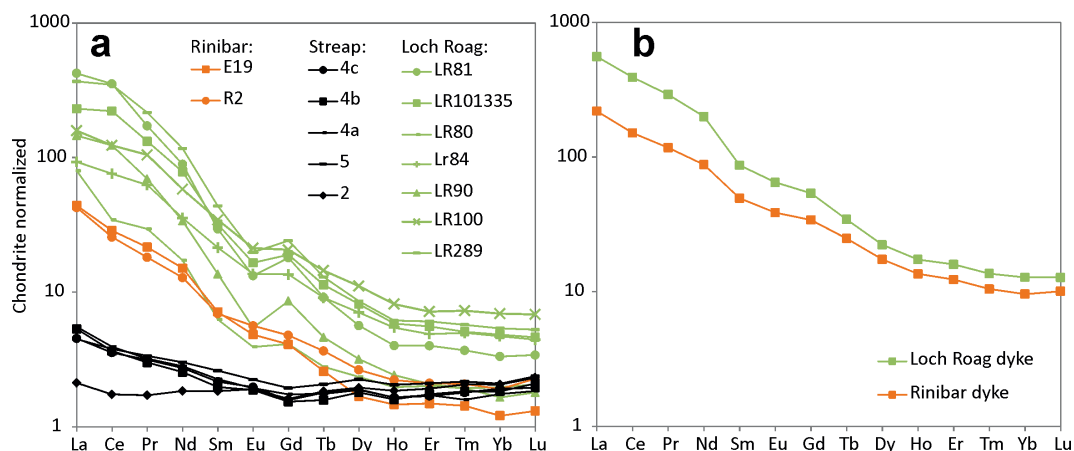 a
b
1000
100
10
1
Chondrite normalized
La Ce Pr Nd Sm Eu Gd Tb Dy Ho Er Tm Yb Lu
Rinibar:
E19
R2
Streap:
4c
4b
4a
5
2
Loch Roag:
LR81
LR101335
LR80
Lr84
LR90
LR100
LR289
1000
100
10
1
La Ce Pr Nd Sm Eu Gd Tb Dy Ho Er Tm Yb Lu
Loch Roag dyke
Rinibar dyke